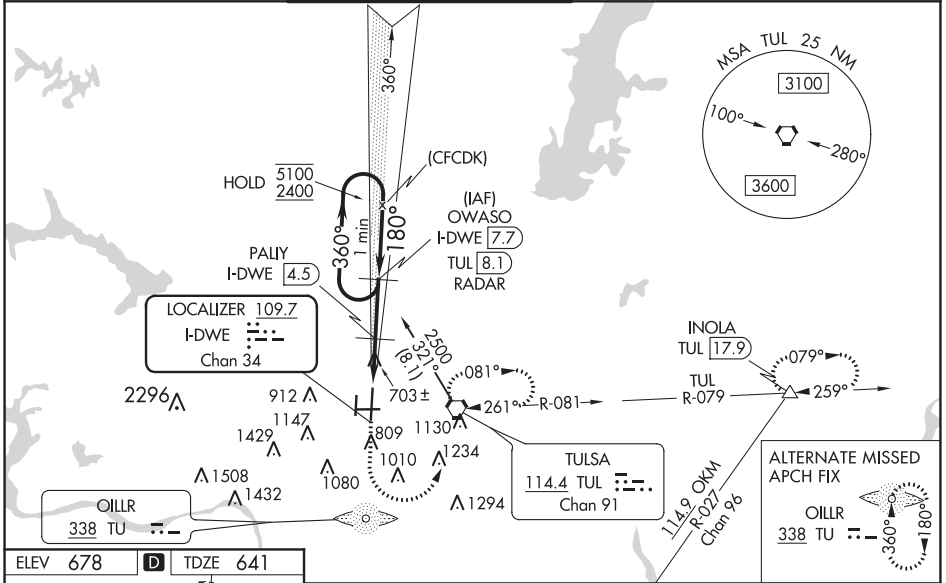 360°
MSA TUL 25 NM
3100
100°
280°
3600
(CFCDK)
HOLD 5100
2400
360°
1 min
180°
(IAF)
OWASO
I-DWE 7.7
TUL 8.1
RADAR
PALIY
I-DWE 4.5
LOCALIZER 109.7
I-DWE
Chan 34
2500
321°
(8.1)
INOLA
TUL 17.9
079°
259°
081°
261°
R-081
TUL
R-079
703±
2296
912
1147
1429
809
1130
1010
1234
1080
1508
1432
1294
TULSA
114.4 TUL
Chan 91
114.9 OKM
R-027
Chan 96
OILLR
338 TU
ALTERNATE MISSED
APCH FIX
OILLR
338 TU
360°
180°
ELEV 678 D TDZE 641